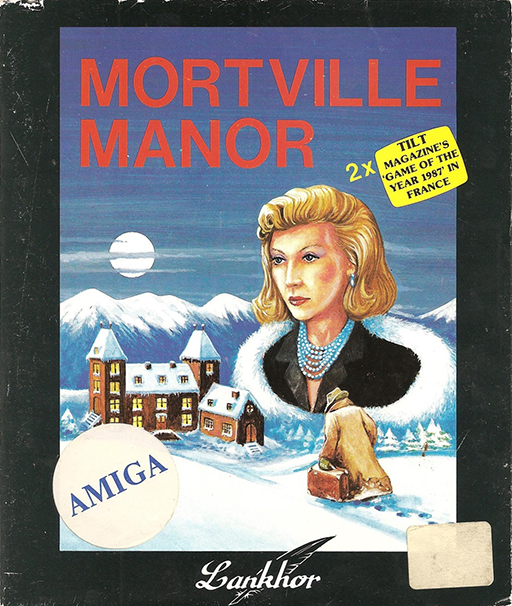 MORTVILLE
MANOR
2x
TILT
MAGAZINE'S
'GAME OF THE
YEAR 1987' IN
FRANCE
AMIGA
Lankhor